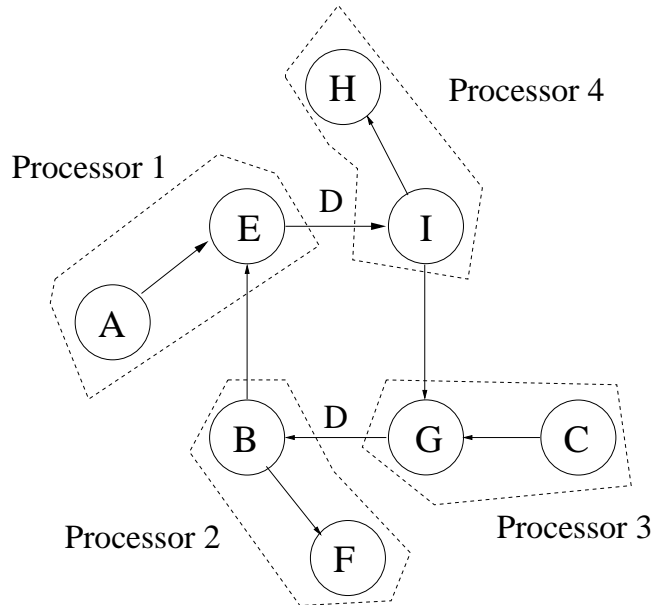 H
Processor 4
Processor 1
D
E
I
A
D
B
G
C
Processor 2
Processor 3
F